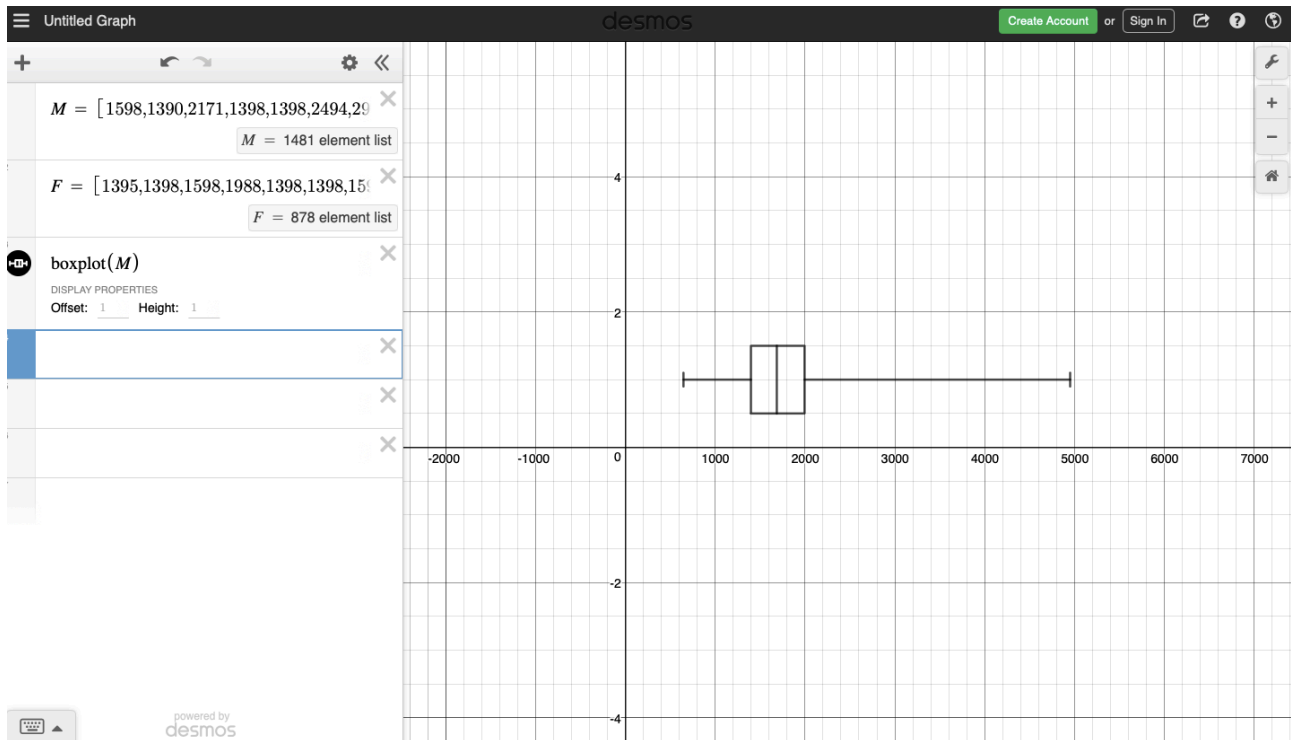 Untitled Graph
desmos
Create Account or Sign In
M = [1598,1390,2171,1398,1398,2494,29
M = 1481 element list
F = [1395,1398,1598,1988,1398,1398,15
F = 878 element list
boxplot(M)
DISPLAY PROPERTIES
Offset: 1 Height: 1
powered by
desmos
4
2
-2000 -1000 0 1000 2000 3000 4000 5000 6000 7000
-2
-4